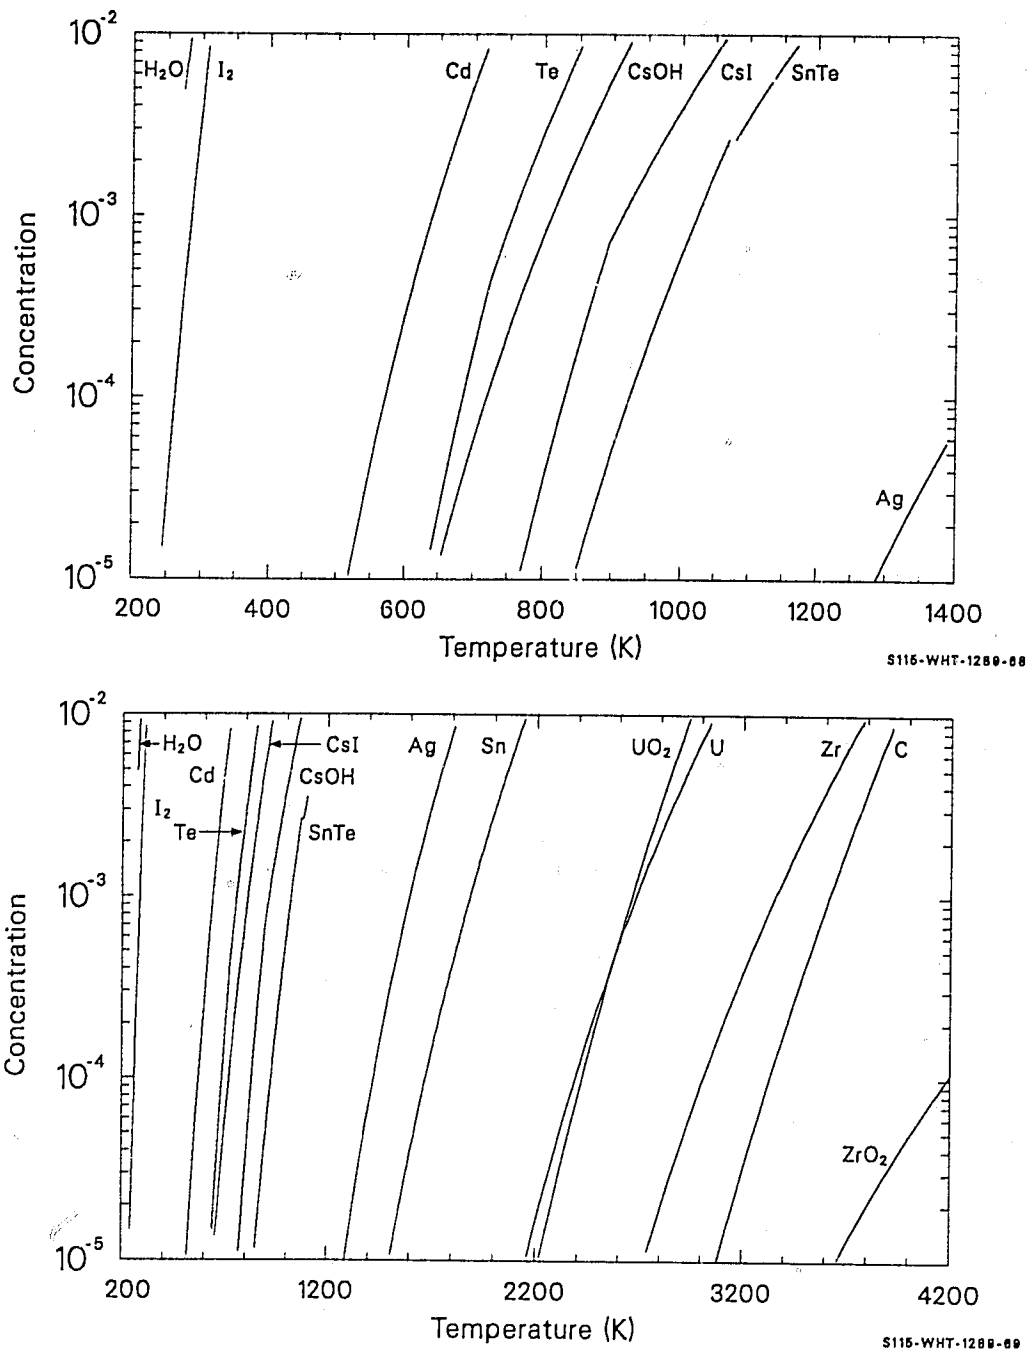 10⁻²
H₂O I₂ Cd Te CsOH CsI SnTe
10⁻³
Concentration
10⁻⁴
Ag
10⁻⁵
200 400 600 800 1000 1200 1400
Temperature (K)
S115-WHT-1289-68
10⁻²
H₂O CsI Ag Sn UO₂ U Zr C
Cd CsOH
I₂
Te SnTe
10⁻³
Concentration
10⁻⁴
ZrO₂
10⁻⁵
200 1200 2200 3200 4200
Temperature (K)
S115-WHT-1289-69